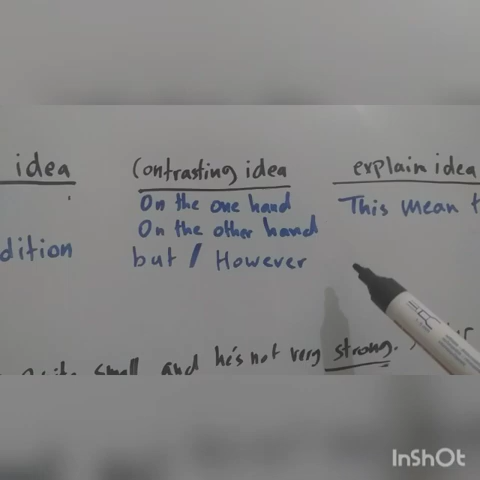 idea
Contrasting idea
explain idea
On the one hand
This mean
On the other hand
dition
but / However
small and he's not very strong.
InShOt